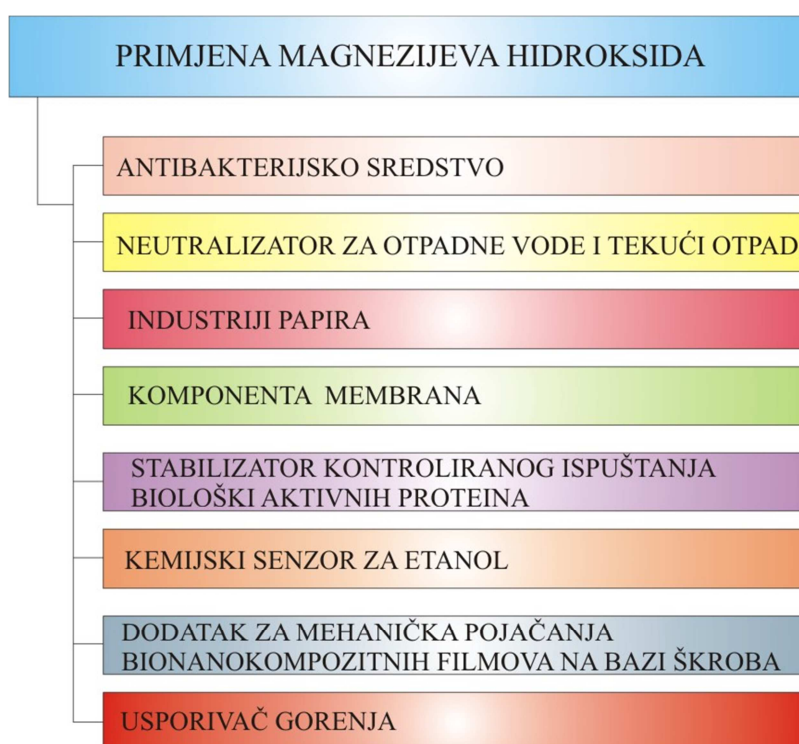 PRIMJENA MAGNEZIJEVA HIDROKSIDA
ANTIBAKTERIJSKO SREDSTVO
NEUTRALIZATOR ZA OTPADNE VODE I TEKUĆI OTPAD
INDUSTRIJI PAPIRA
KOMPONENTA MEMBRANA
STABILIZATOR KONTROLIRANOG ISPUŠTANJA
BIOLOŠKI AKTIVNIH PROTEINA
KEMIJSKI SENZOR ZA ETANOL
DODATAK ZA MEHANIČKA POJAČANJA
BIONANOKOMPOZITNIH FILMOVA NA BAZI ŠKROBA
USPORIVAČ GORENJA